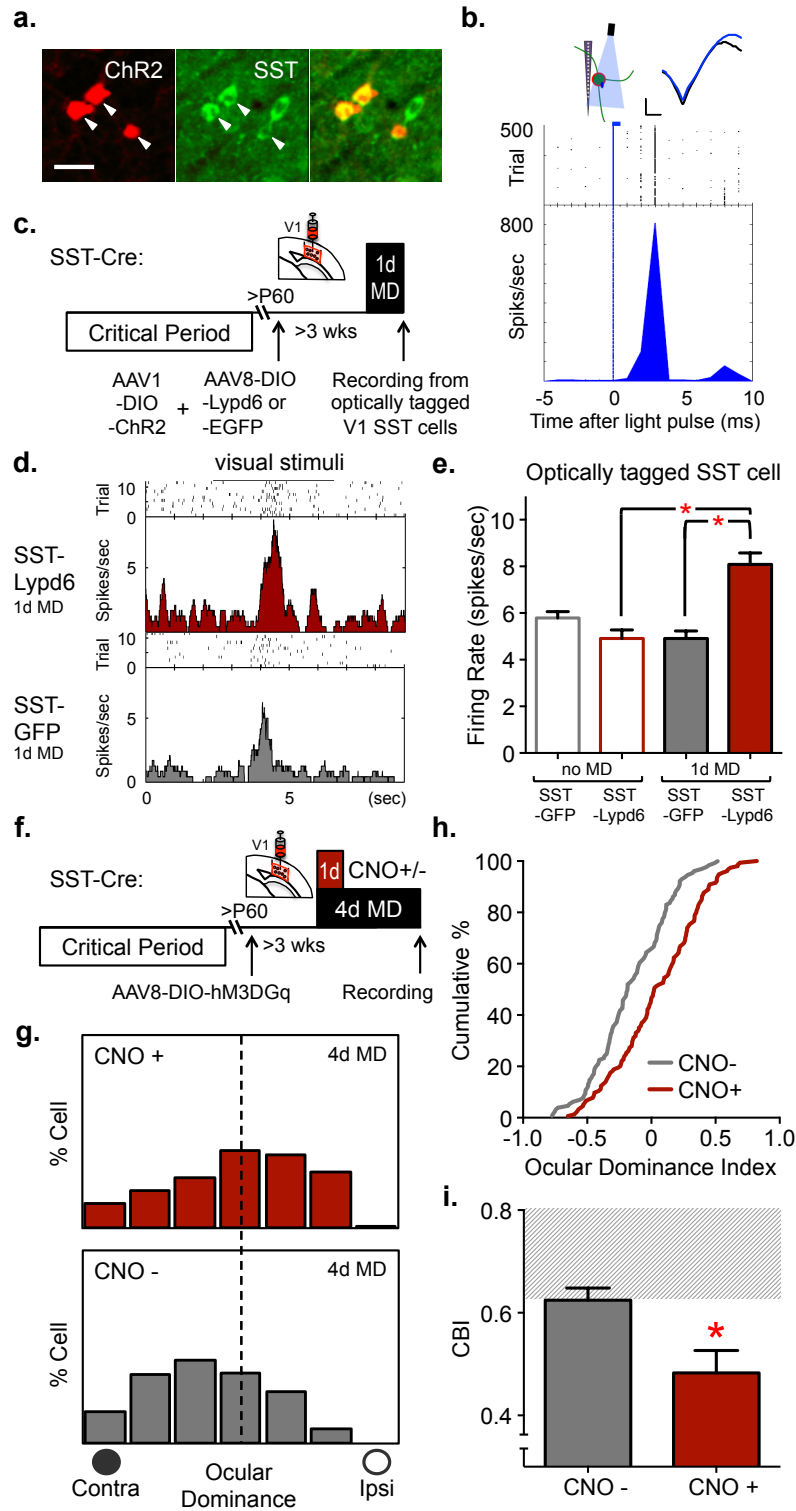 a.
ChR2
SST
b.
500
Trial
0
800
Spiks/sec
0
-5 0 5 10
Time after light pulse (ms)
c.
SST-Cre:
V1
1d
MD
>P60
Critical Period
>3 wks
AAV1
-DIO
-ChR2
+
AAV8-DIO
-Lypd6 or
-EGFP
Recording from
optically tagged
V1 SST cells
d.
visual stimuli
Trial
10
0
SST-
Lypd6
1d MD
Spikes/sec
5
Trial
10
0
SST-
GFP
1d MD
Spikes/sec
5
0 5 (sec)
e.
Optically tagged SST cell
*
*
Firing Rate (spikes/sec)
10
8
6
4
2
0
no MD
1d MD
SST
-GFP
SST
-Lypd6
SST
-GFP
SST
-Lypd6
f.
SST-Cre:
V1
1d
CNO+/-
4d MD
>P60
Critical Period
>3 wks
AAV8-DIO-hM3DGq
Recording
g.
CNO +
4d MD
% Cell
CNO -
4d MD
% Cell
Contra
Ocular
Dominance
Ipsi
h.
Cumulative %
100
80
60
40
20
0
CNO-
CNO+
-1.0 -0.5 0 0.5 1.0
Ocular Dominance Index
i.
CBI
0.8
0.6
0.4
*
CNO -
CNO +